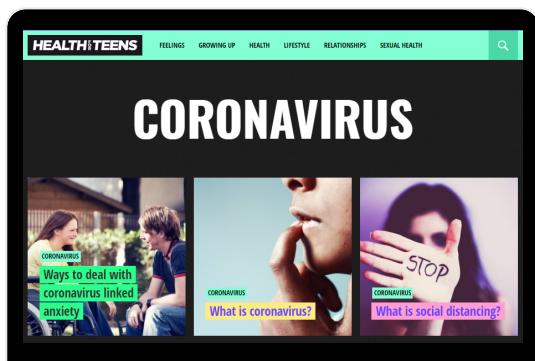 HEALTH FOR TEENS FEELINGS GROWING UP HEALTH LIFESTYLE RELATIONSHIPS SEXUAL HEALTH
CORONAVIRUS
CORONAVIRUS
Ways to deal with
coronavirus linked
anxiety
CORONAVIRUS
What is coronavirus?
STOP
CORONAVIRUS
What is social distancing?